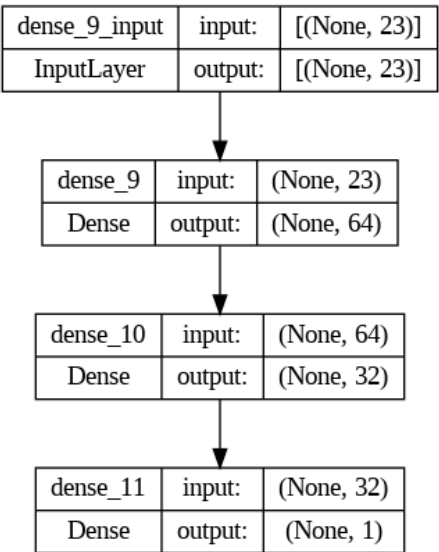 dense_9_input input: [(None, 23)]
InputLayer output: [(None, 23)]
dense_9 input: (None, 23)
Dense output: (None, 64)
dense_10 input: (None, 64)
Dense output: (None, 32)
dense_11 input: (None, 32)
Dense output: (None, 1)